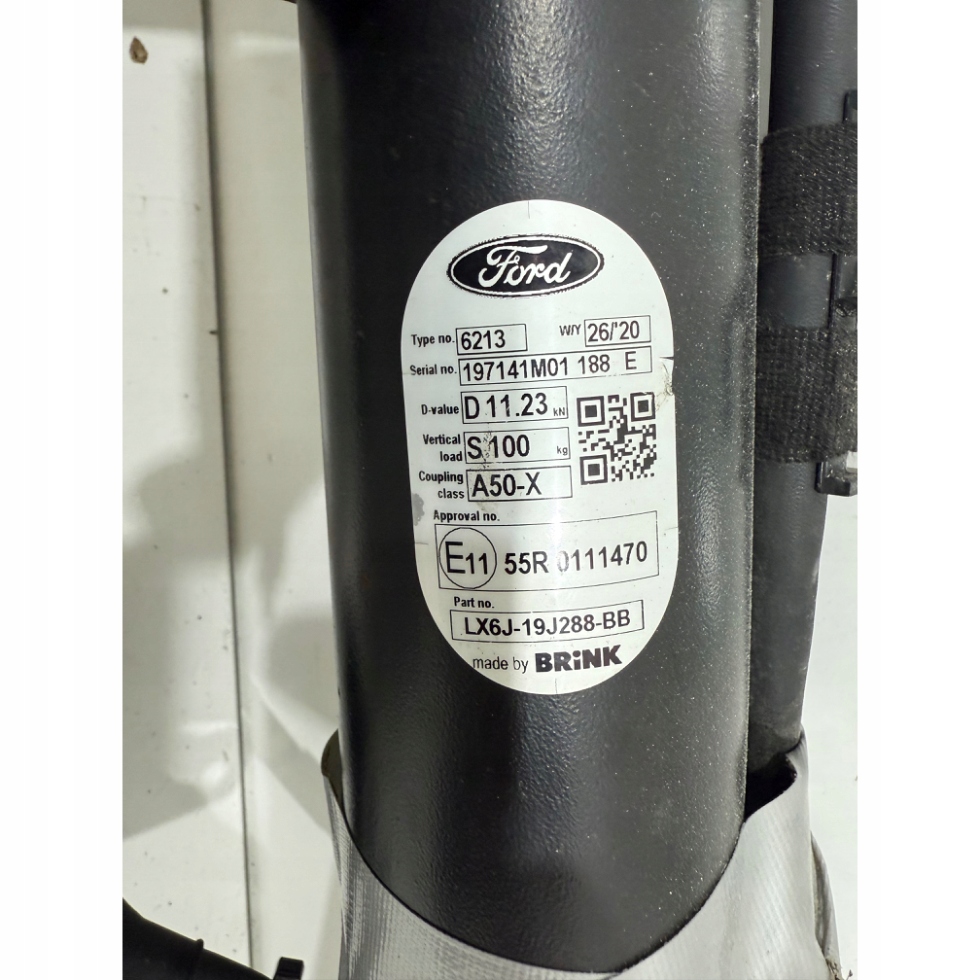 Ford
Type no. 6213 W/Y 26/'20
Serial no. 197141M01 188 E
D-value D 11.23 kN
Vertical load S 100 kg
Coupling class A50-X
Approval no.
E11 55R 0111470
Part no.
LX6J-19J288-BB
made by BRiNK